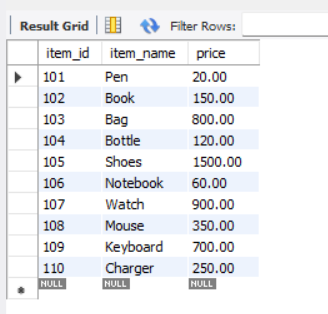 Result Grid Filter Rows:
item_id item_name price
101 Pen 20.00
102 Book 150.00
103 Bag 800.00
104 Bottle 120.00
105 Shoes 1500.00
106 Notebook 60.00
107 Watch 900.00
108 Mouse 350.00
109 Keyboard 700.00
110 Charger 250.00
NULL NULL NULL